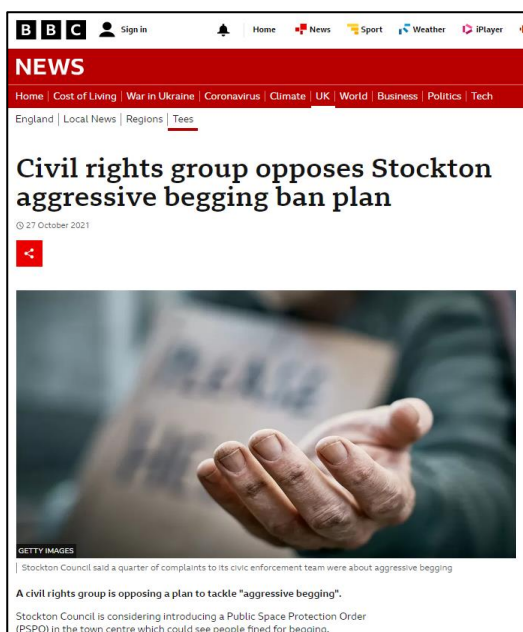 BBC Sign in Home News Sport Weather iPlayer
NEWS
Home | Cost of Living | War in Ukraine | Coronavirus | Climate | UK | World | Business | Politics | Tech
England | Local News | Regions | Tees
Civil rights group opposes Stockton
aggressive begging ban plan
27 October 2021
PLEASE
HE
GETTY IMAGES
Stockton Council said a quarter of complaints to its civic enforcement team were about aggressive begging
A civil rights group is opposing a plan to tackle "aggressive begging".
Stockton Council is considering introducing a Public Space Protection Order
(PSPO) in the town centre which could see people fined for begging.